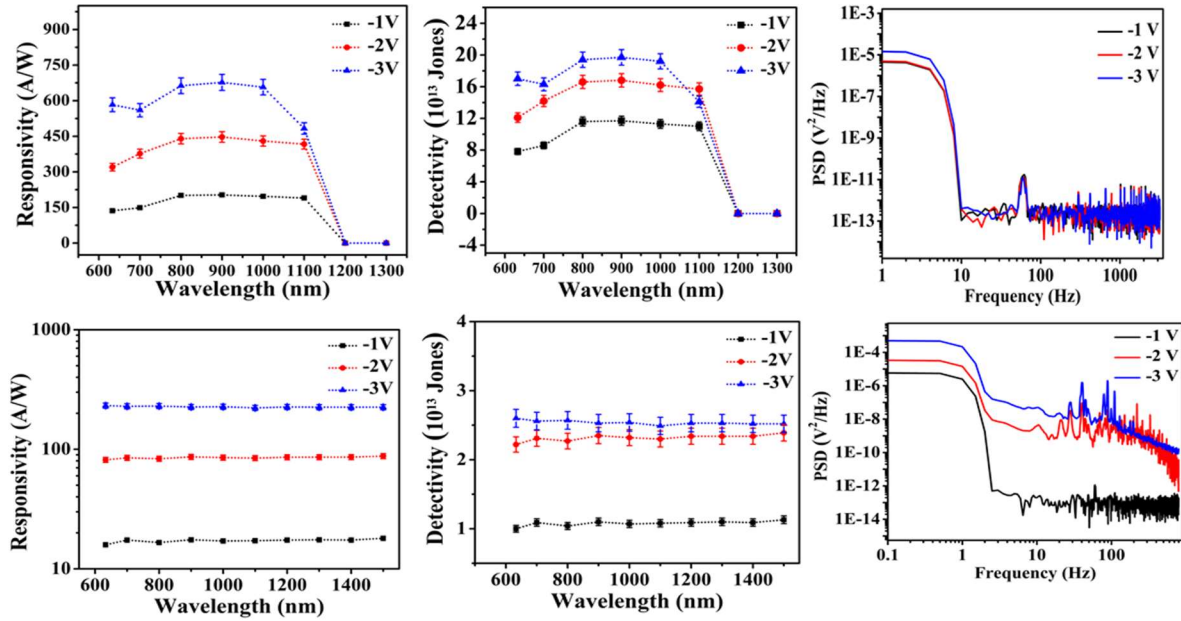 Responsivity (A/W)
900
750
600
450
300
150
0
-1V
-2V
-3V
600 700 800 900 1000 1100 1200 1300
Wavelength (nm)
Detectivity (10¹³ Jones)
24
20
16
12
8
4
0
-4
-1V
-2V
-3V
600 700 800 900 1000 1100 1200 1300
Wavelength (nm)
PSD (V²/Hz)
1E-3
1E-5
1E-7
1E-9
1E-11
1E-13
-1 V
-2 V
-3 V
1 10 100 1000
Frequency (Hz)
Responsivity (A/W)
1000
100
10
-1V
-2V
-3V
600 800 1000 1200 1400
Wavelength (nm)
Detectivity (10¹³ Jones)
4
3
2
1
-1V
-2V
-3V
600 800 1000 1200 1400
Wavelength (nm)
PSD (V²/Hz)
1E-4
1E-6
1E-8
1E-10
1E-12
1E-14
-1 V
-2 V
-3 V
0.1 1 10 100
Frequency (Hz)